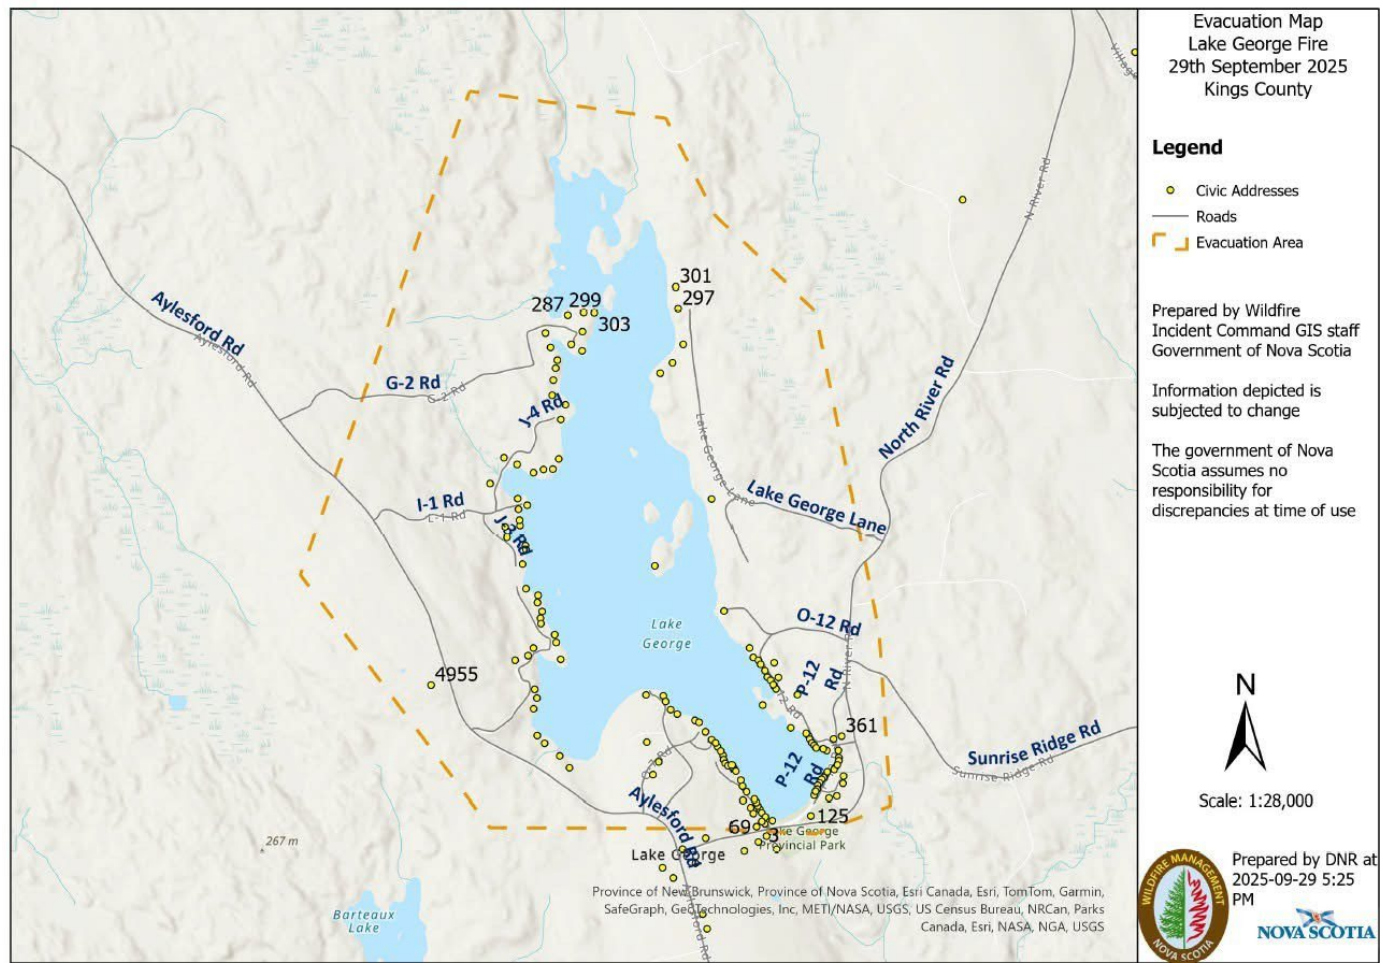 Evacuation Map
Lake George Fire
29th September 2025
Kings County
Legend
Civic Addresses
Roads
Evacuation Area
Prepared by Wildfire
Incident Command GIS staff
Government of Nova Scotia
Information depicted is
subjected to change
The government of Nova
Scotia assumes no
responsibility for
discrepancies at time of use
N
Scale: 1:28,000
WILDFIRE MANAGEMENT
NOVA SCOTIA
Prepared by DNR at
2025-09-29 5:25
PM
NOVA SCOTIA
Village
N River Rd
301
297
287
299
303
Aylesford Rd
Aylesford Rd
G-2 Rd
G-2 Rd
J-4 Rd
North River Rd
Lake George Lane
Lake George Lane
I-1 Rd
L-1 Rd
J-3 Rd
O-12 Rd
Lake
George
P-12
Rd
N River R
4955
361
Sunrise Ridge Rd
Sunrise Ridge Rd
P-12
Rd
Aylesford Rd
125
69
3
Lake George
Provincial Park
Lake George
267 m
Barteaux
Lake
Aylesford Rd
Province of New Brunswick, Province of Nova Scotia, Esri Canada, Esri, TomTom, Garmin,
SafeGraph, GeoTechnologies, Inc, METI/NASA, USGS, US Census Bureau, NRCan, Parks
Canada, Esri, NASA, NGA, USGS